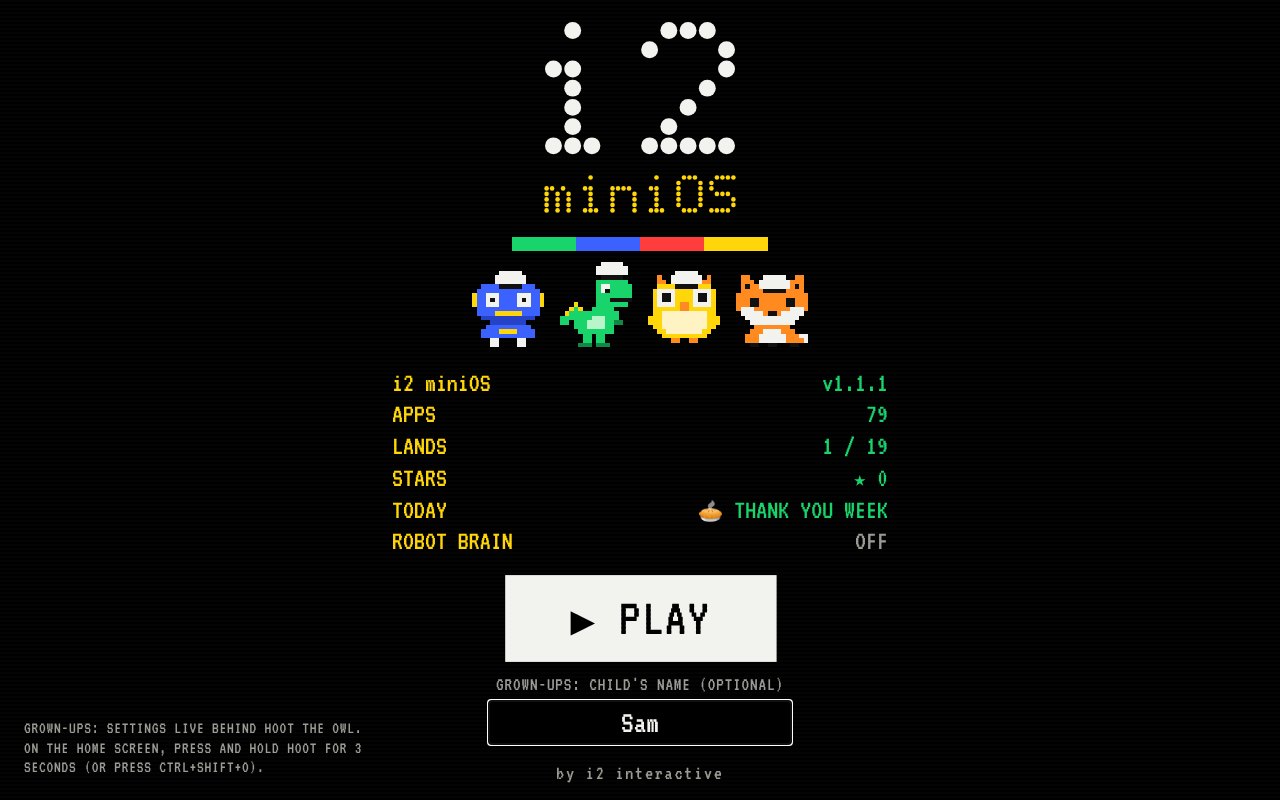 i2
miniOS
i2 miniOS v1.1.1
APPS 79
LANDS 1 / 19
STARS ★ 0
TODAY 🥧 THANK YOU WEEK
ROBOT BRAIN OFF
▶ PLAY
GROWN-UPS: CHILD'S NAME (OPTIONAL)
Sam
GROWN-UPS: SETTINGS LIVE BEHIND HOOT THE OWL.
ON THE HOME SCREEN, PRESS AND HOLD HOOT FOR 3
SECONDS (OR PRESS CTRL+SHIFT+O).
by i2 interactive